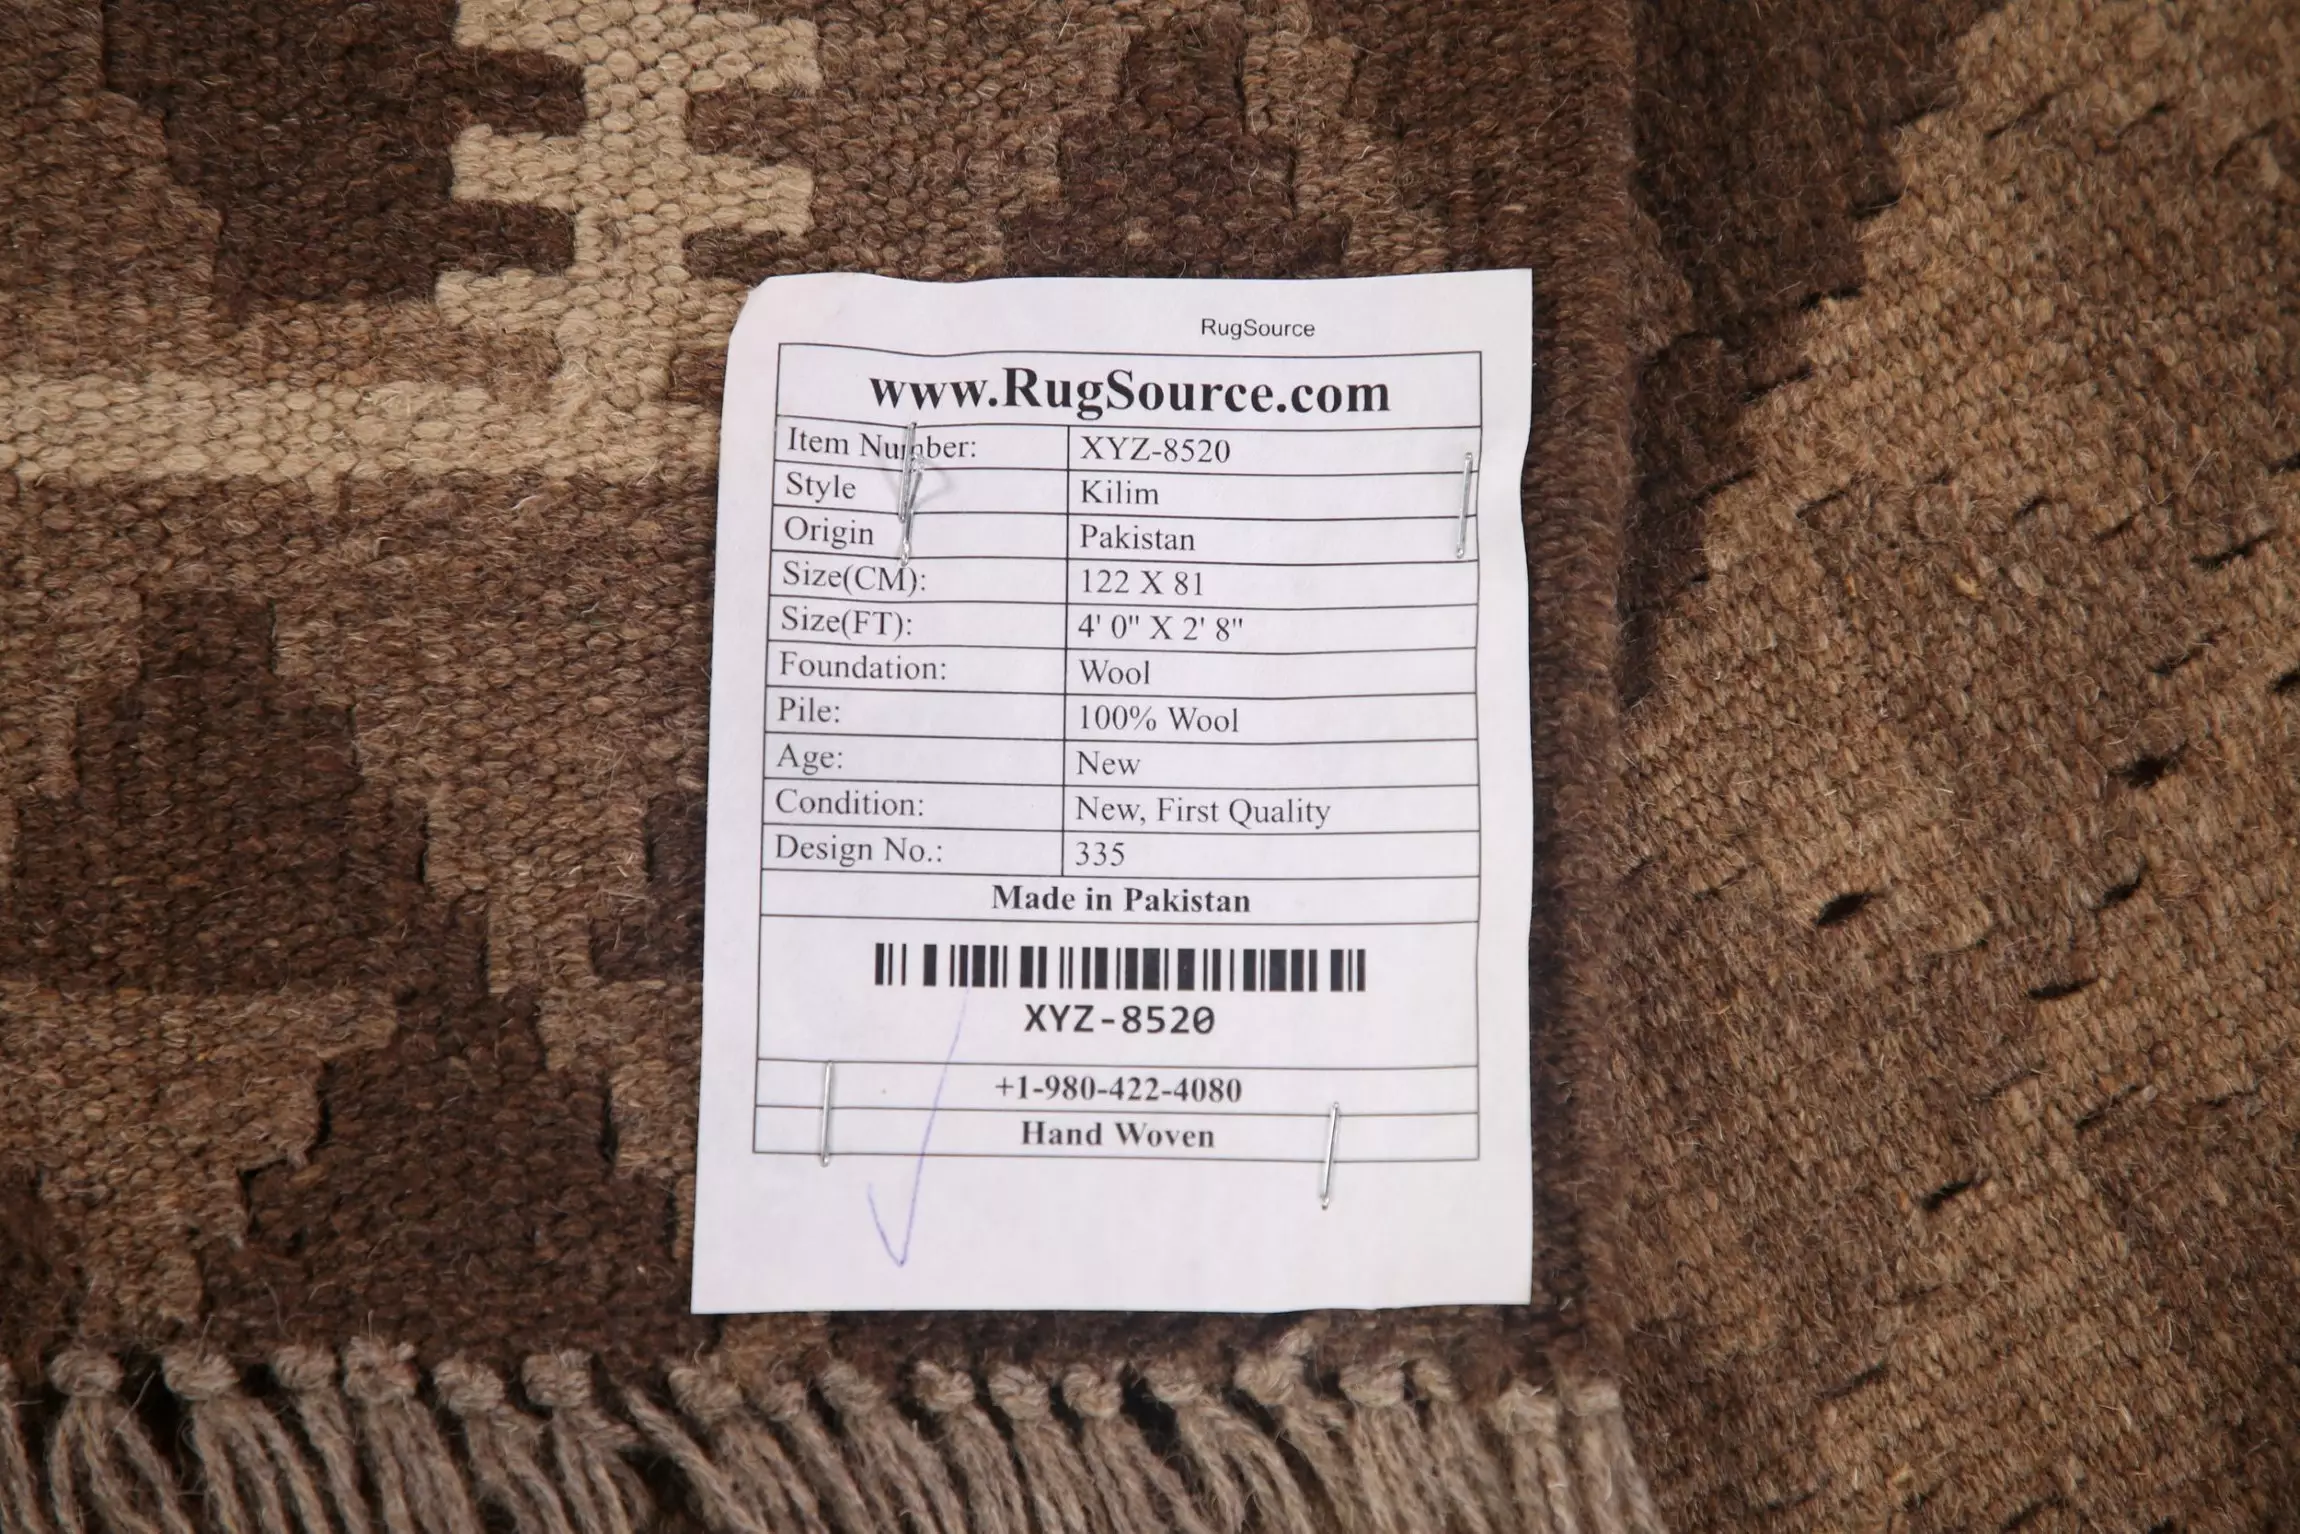 RugSource
www.RugSource.com
Item Number: XYZ-8520
Style Kilim
Origin Pakistan
Size(CM): 122 X 81
Size(FT): 4' 0" X 2' 8"
Foundation: Wool
Pile: 100% Wool
Age: New
Condition: New, First Quality
Design No.: 335
Made in Pakistan
XYZ-8520
+1-980-422-4080
Hand Woven